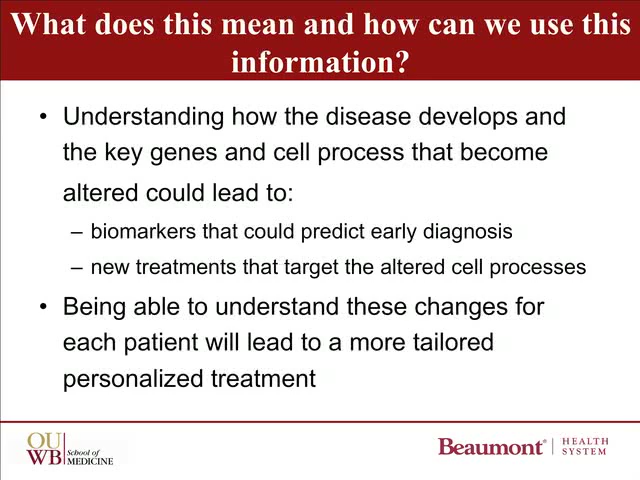 What does this mean and how can we use this
information?
• Understanding how the disease develops and
the key genes and cell process that become
altered could lead to:
– biomarkers that could predict early diagnosis
– new treatments that target the altered cell processes
• Being able to understand these changes for
each patient will lead to a more tailored
personalized treatment
OU
WB
School of
MEDICINE
Beaumont®
HEALTH
SYSTEM